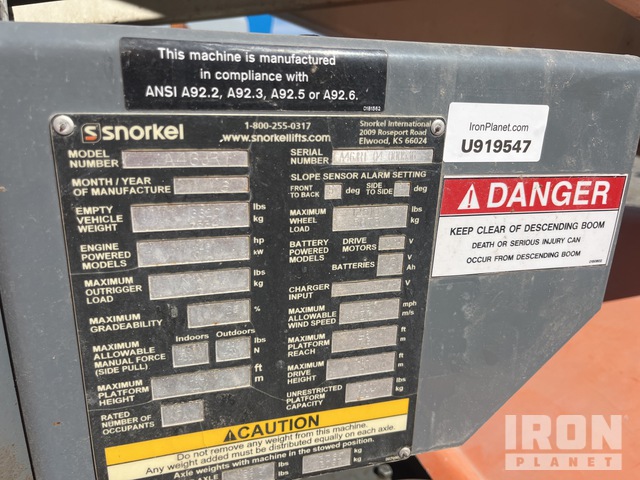 This machine is manufactured
in compliance with
ANSI A92.2, A92.3, A92.5 or A92.6.
0181562
snorkel
1-800-255-0317
www.snorkellifts.com
Snorkel International
2009 Roseport Road
Elwood, KS 66024
MODEL
NUMBER
SERIAL
NUMBER
MONTH / YEAR
OF MANUFACTURE
SLOPE SENSOR ALARM SETTING
FRONT
TO BACK
deg
SIDE
TO SIDE
deg
EMPTY
VEHICLE
WEIGHT
lbs
kg
MAXIMUM
WHEEL
LOAD
lbs
kg
ENGINE
POWERED
MODELS
hp
kw
BATTERY
POWERED
MODELS
DRIVE
MOTORS
V
BATTERIES
V
Ah
MAXIMUM
OUTRIGGER
LOAD
lbs
kg
CHARGER
INPUT
V
MAXIMUM
GRADEABILITY
%
MAXIMUM
ALLOWABLE
WIND SPEED
mph
m/s
MAXIMUM
ALLOWABLE
MANUAL FORCE
(SIDE PULL)
Indoors
Outdoors
lbs
N
MAXIMUM
PLATFORM
REACH
ft
m
MAXIMUM
PLATFORM
HEIGHT
ft
m
MAXIMUM
DRIVE
HEIGHT
ft
m
RATED
NUMBER OF
OCCUPANTS
UNRESTRICTED
PLATFORM
CAPACITY
lbs
kg
CAUTION
Do not remove any weight from this machine.
Any weight added must be distributed equally on each axle.
Axle weights with machine in the stowed position.
AXLE
lbs
kg
IronPlanet.com
U919547
DANGER
KEEP CLEAR OF DESCENDING BOOM
DEATH OR SERIOUS INJURY CAN
OCCUR FROM DESCENDING BOOM
IRON
PLANET